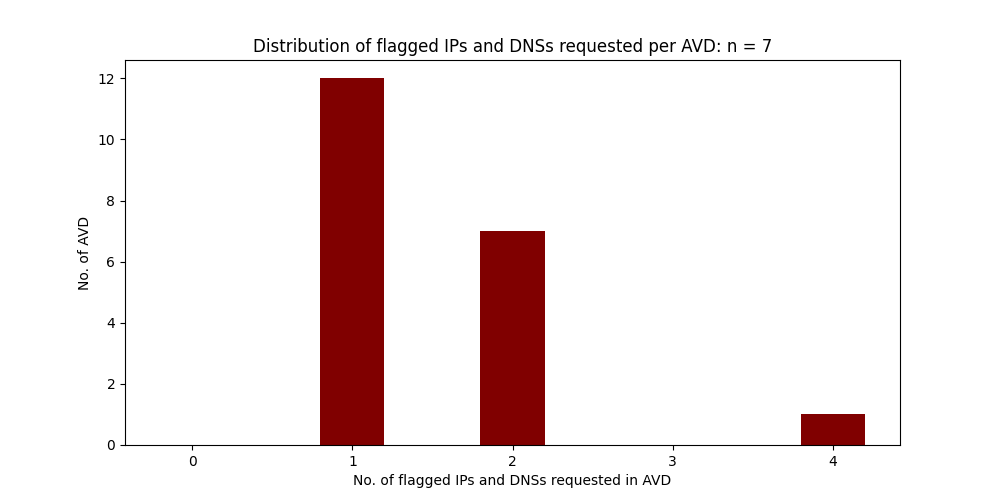 Distribution of flagged IPs and DNSs requested per AVD: n = 7
12
10
8
6
4
2
0
No. of AVD
0 1 2 3 4
No. of flagged IPs and DNSs requested in AVD